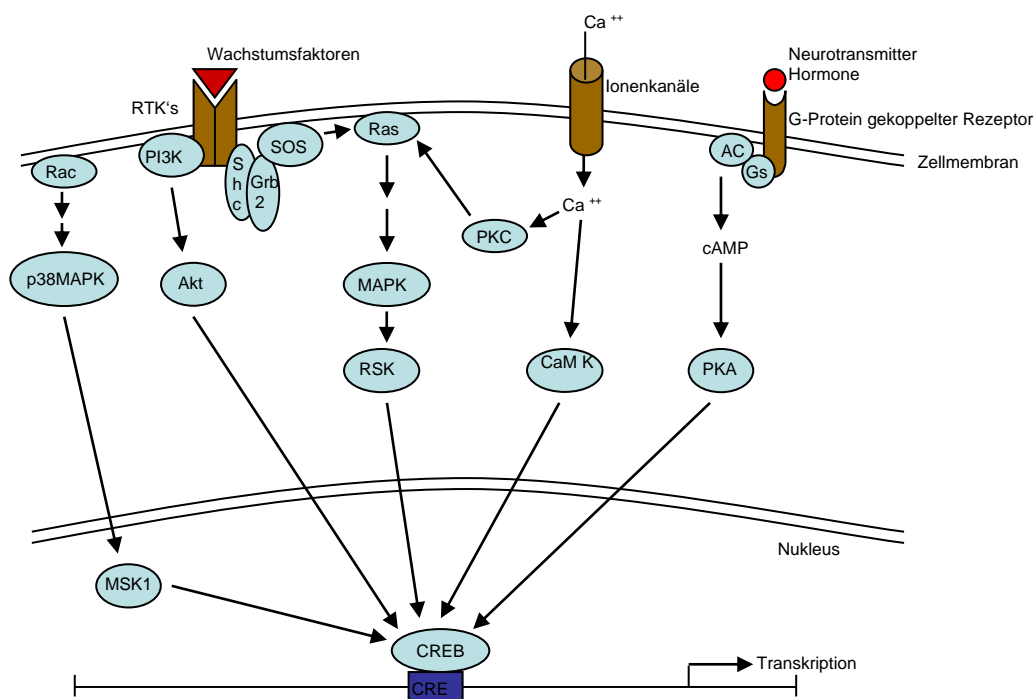 Ca ++
Wachstumsfaktoren
Neurotransmitter
Hormone
RTK's
Ionenkanäle
G-Protein gekoppelter Rezeptor
Zellmembran
Rac
PI3K
S
h
c
Grb
2
SOS
Ras
AC
Gs
Ca ++
PKC
cAMP
p38MAPK
Akt
MAPK
RSK
CaM K
PKA
Nukleus
MSK1
CREB
CRE
Transkription